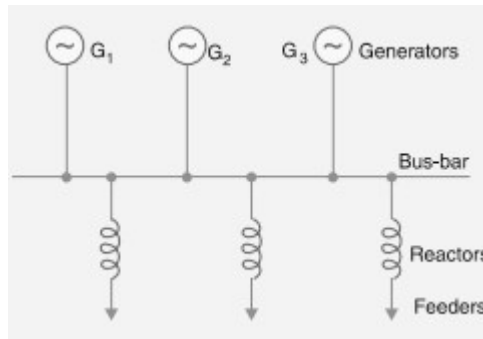 G1
G2
G3 Generators
Bus-bar
Reactors
Feeders